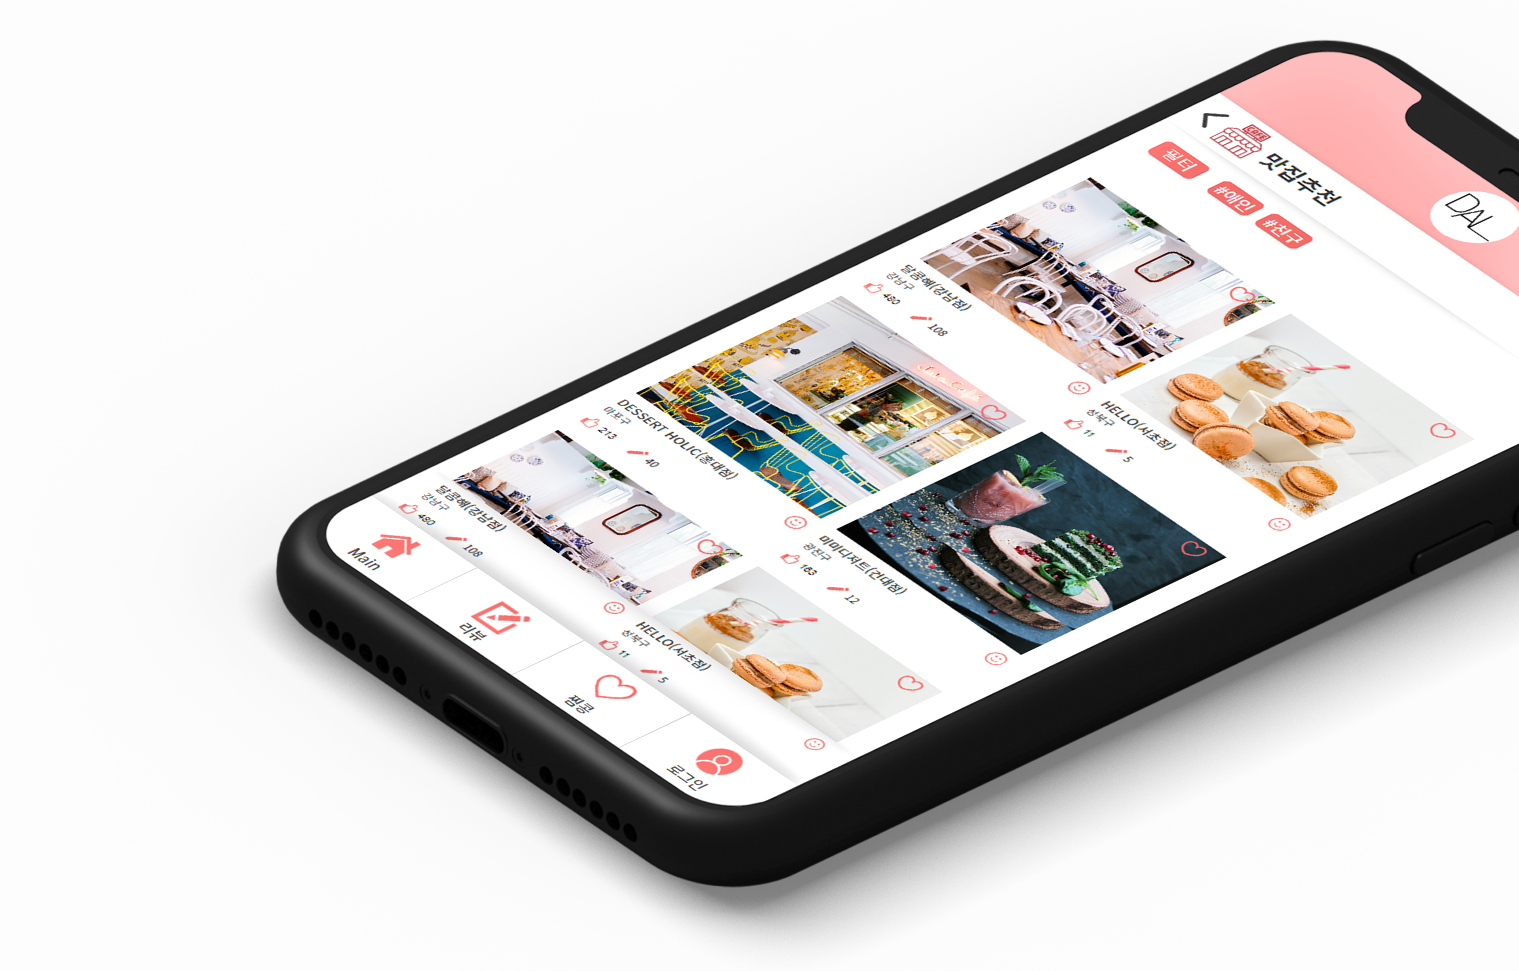 DAL
맛집추천
필터
#애인
#친구
달콤해(강남점)
강남구
480
108
HELLO(서초점)
성북구
11
5
DESSERT HOLIC(홍대점)
마포구
213
40
미미디저트(건대점)
광진구
183
12
달콤해(강남점)
강남구
480
108
HELLO(서초점)
성북구
11
5
Main
리뷰
찜콩
로그인